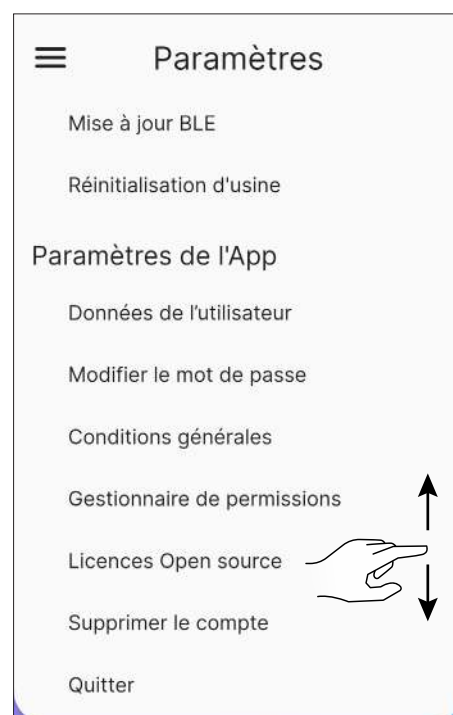 Paramètres
Mise à jour BLE
Réinitialisation d'usine
Paramètres de l'App
Données de l’utilisateur
Modifier le mot de passe
Conditions générales
Gestionnaire de permissions
Licences Open source
Supprimer le compte
Quitter